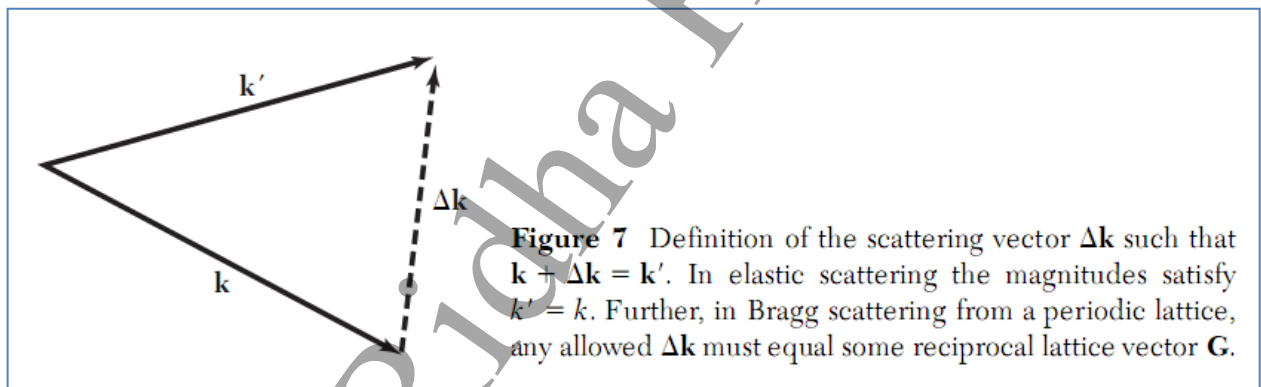 k′
Δk
k
Figure 7 Definition of the scattering vector Δk such that
k + Δk = k′. In elastic scattering the magnitudes satisfy
k′ = k. Further, in Bragg scattering from a periodic lattice,
any allowed Δk must equal some reciprocal lattice vector G.
Pidha